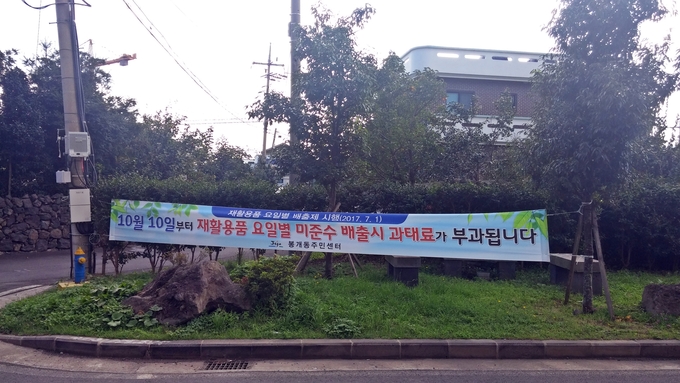 재활용품 요일별 배출제 시행(2017. 7. 1)
10월 10일부터 재활용품 요일별 미준수 배출시 과태료가 부과됩니다
봉개동주민센터